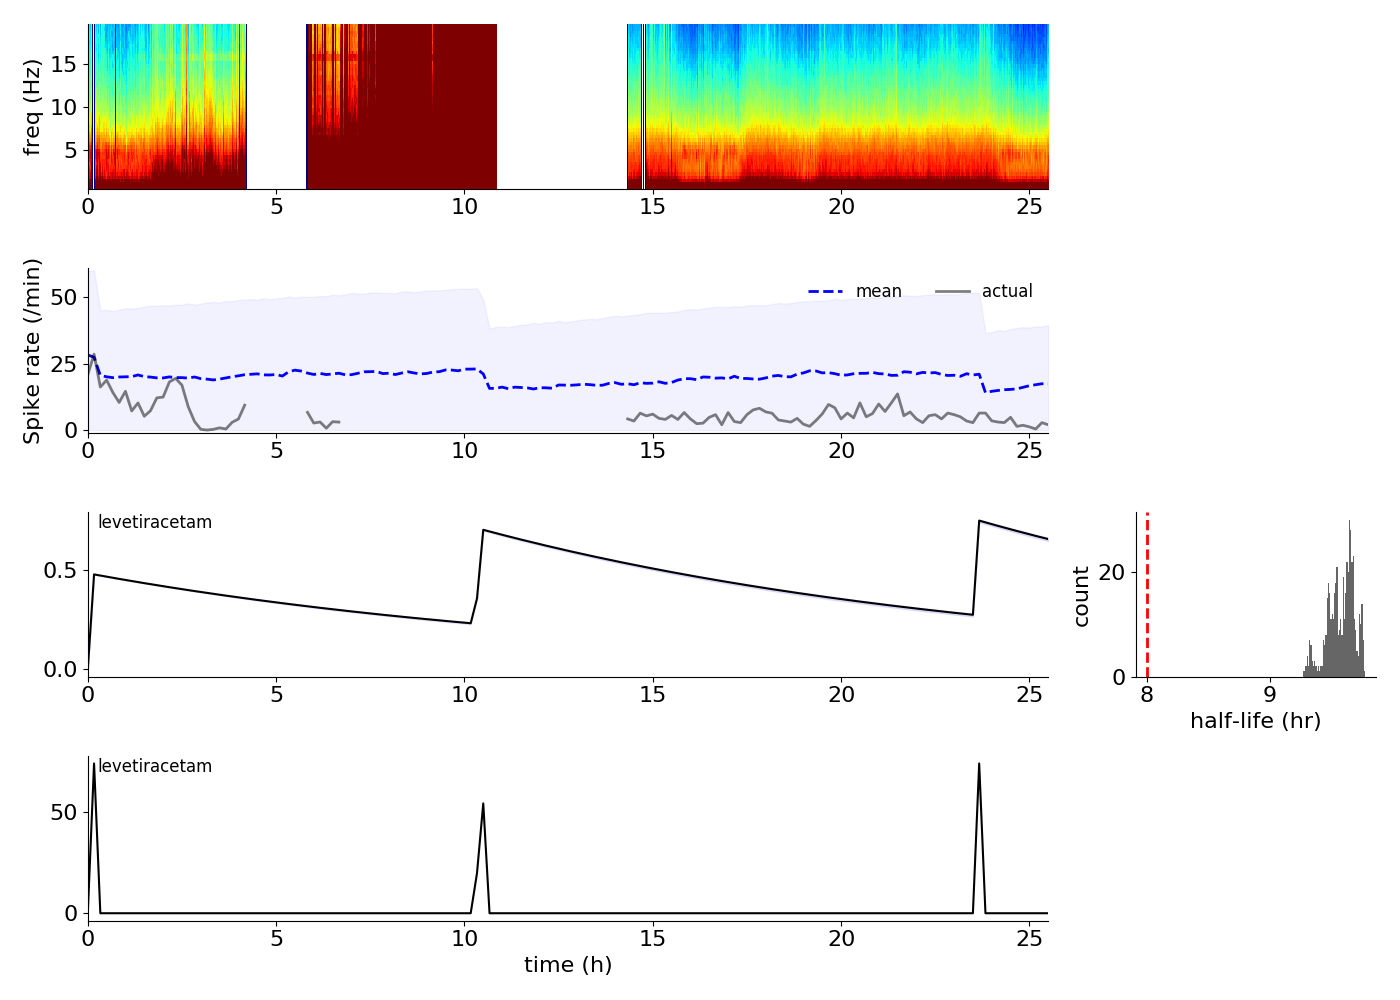 freq (Hz)
15
10
5
0 5 10 15 20 25
Spike rate (/min)
50
25
0
mean actual
0 5 10 15 20 25
levetiracetam
0.5
0.0
0 5 10 15 20 25
count
20
0
8 9
half-life (hr)
levetiracetam
50
0
0 5 10 15 20 25
time (h)